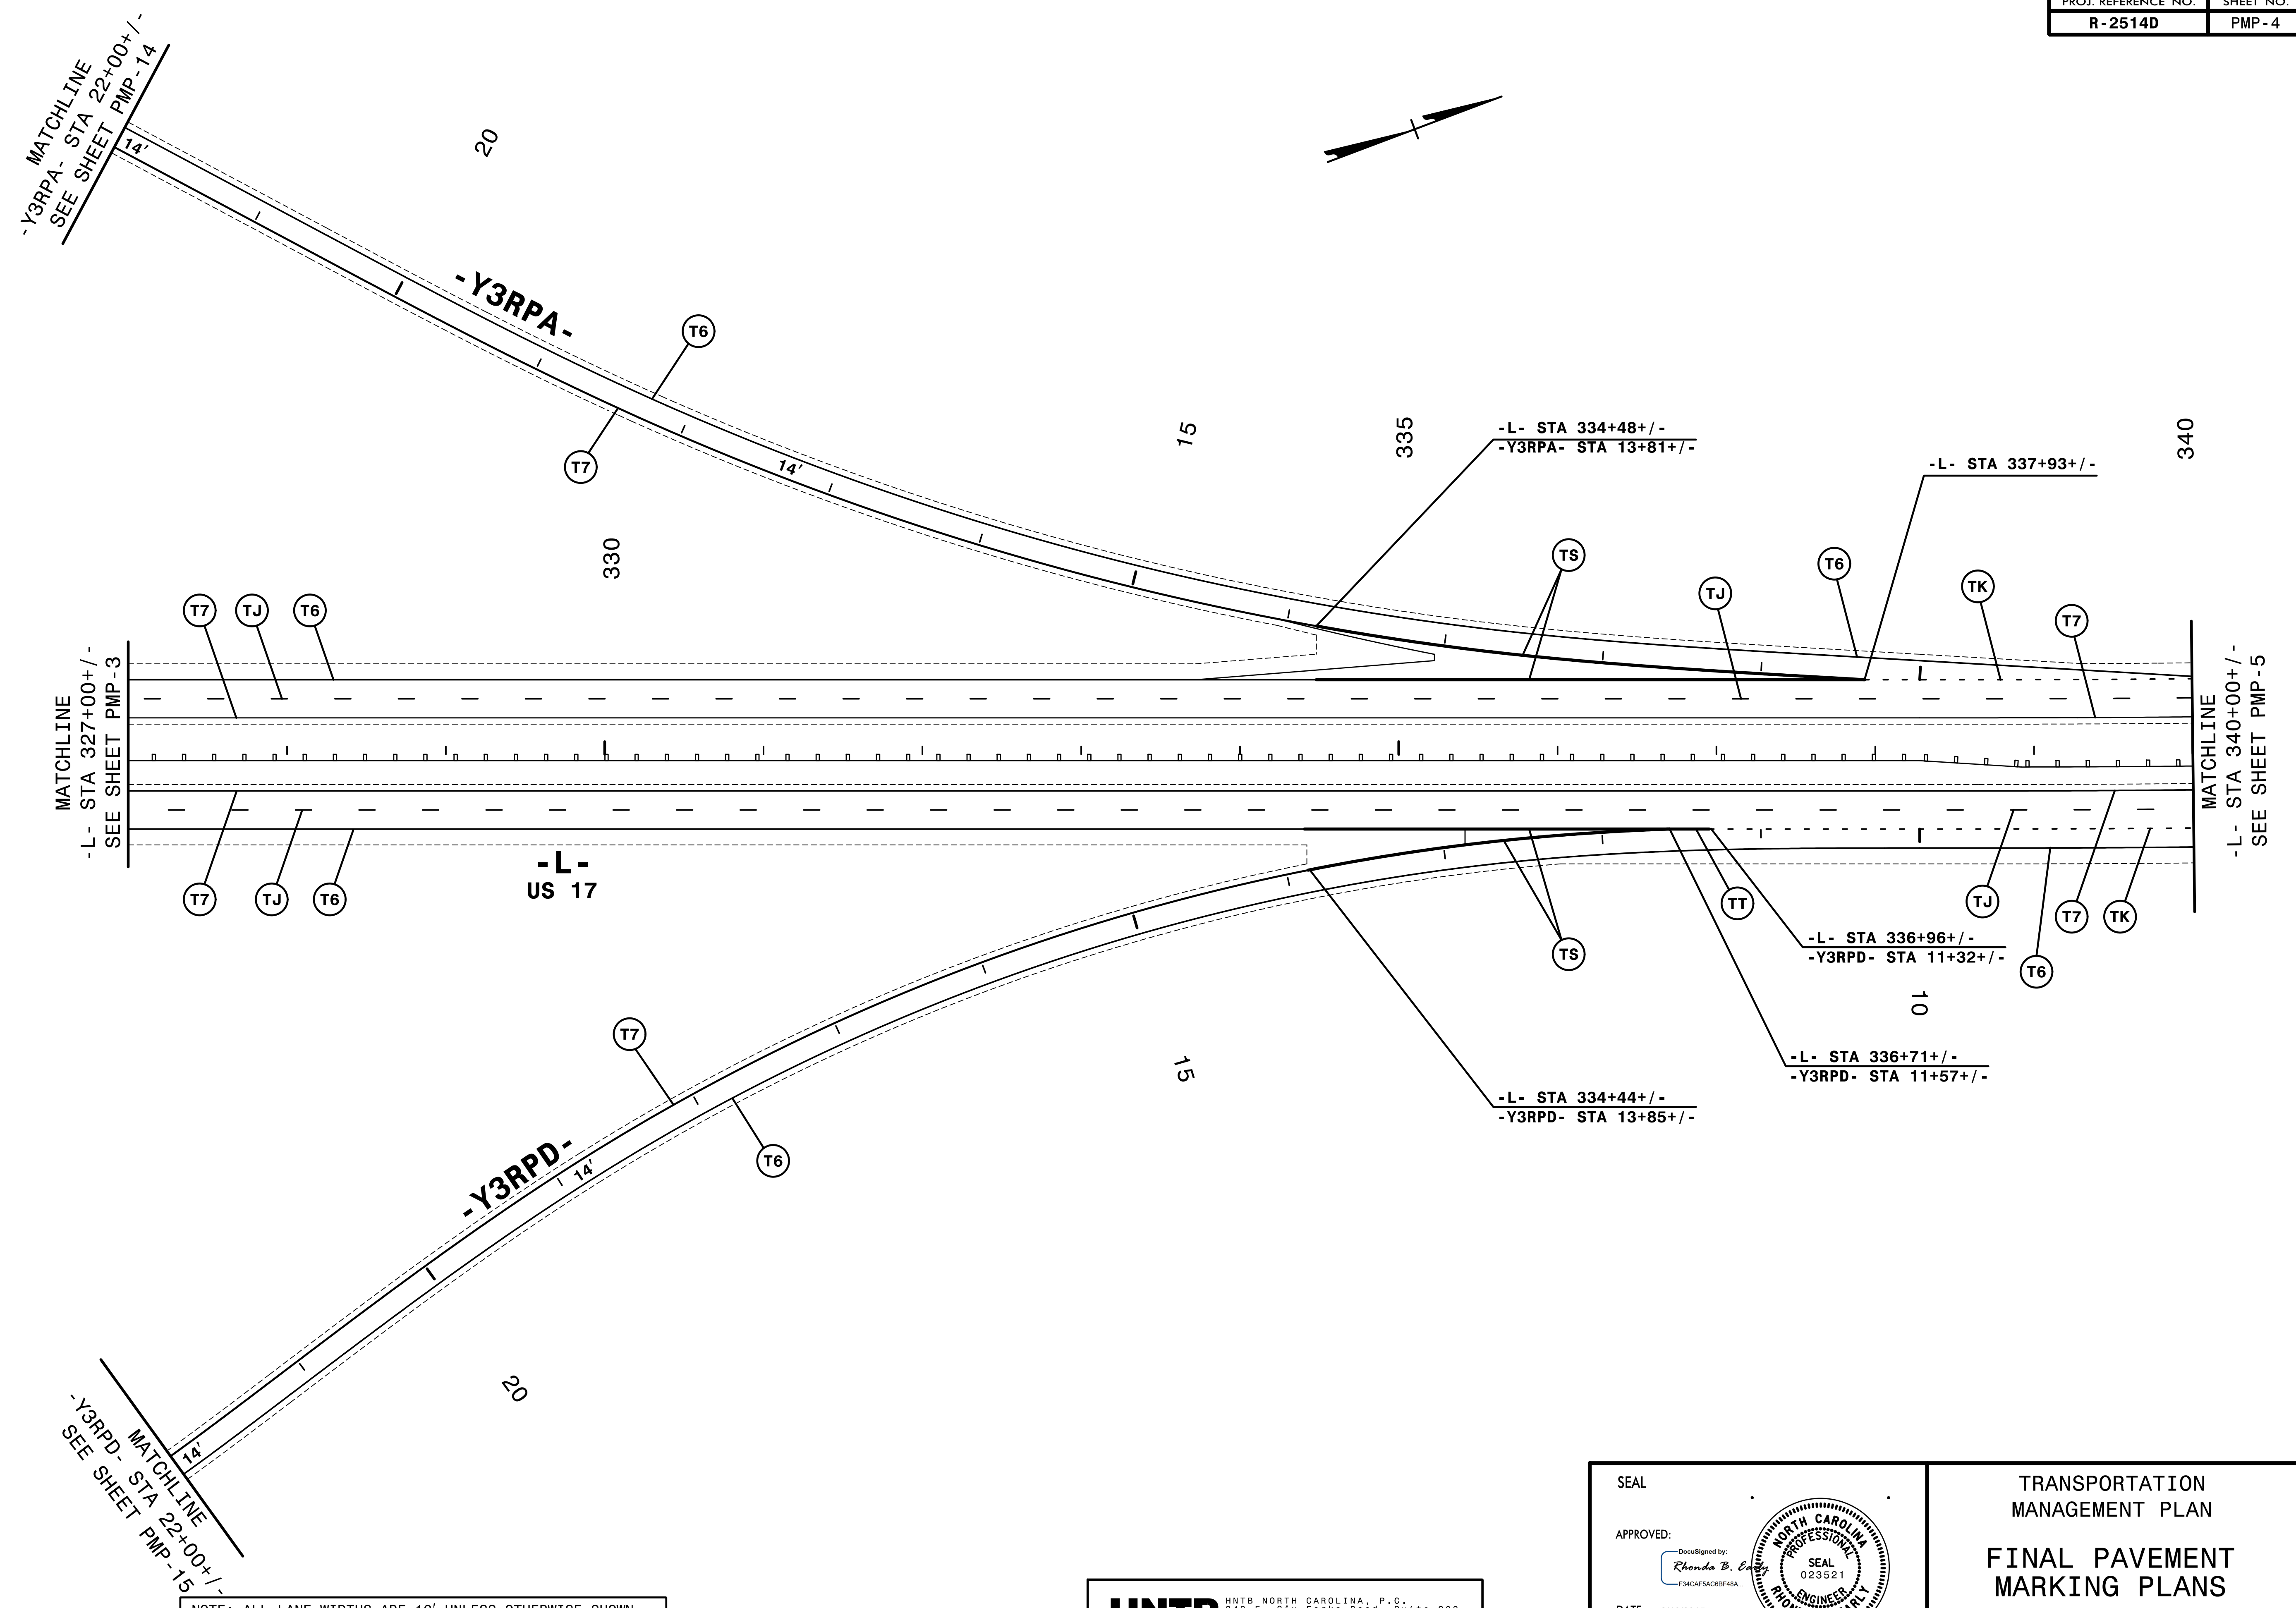 PROJ. REFERENCE NO.
SHEET NO.
R-2514D
PMP-4
MATCHLINE
-Y3RPA- STA 22+00+/-
SEE SHEET PMP-14
14'
20
-Y3RPA-
T6
T7
14'
15
335
340
-L- STA 334+48+/-
-Y3RPA- STA 13+81+/-
-L- STA 337+93+/-
330
TS
TJ
T6
TK
T7
T7
TJ
T6
MATCHLINE
-L- STA 327+00+/-
SEE SHEET PMP-3
MATCHLINE
-L- STA 340+00+/-
SEE SHEET PMP-5
-L-
US 17
T7
TJ
T6
TS
TT
TJ
T7
TK
T6
-L- STA 336+96+/-
-Y3RPD- STA 11+32+/-
10
-L- STA 336+71+/-
-Y3RPD- STA 11+57+/-
-L- STA 334+44+/-
-Y3RPD- STA 13+85+/-
15
T7
T6
-Y3RPD-
14'
20
14'
MATCHLINE
-Y3RPD- STA 22+00+/-
SEE SHEET PMP-15
HNTB
HNTB NORTH CAROLINA, P.C.
SEAL
APPROVED:
DocuSigned by:
Rhonda B. Early
F34CAF5AC6BF48A...
NORTH CAROLINA
PROFESSIONAL
SEAL
023521
ENGINEER
TRANSPORTATION
MANAGEMENT PLAN
FINAL PAVEMENT
MARKING PLANS